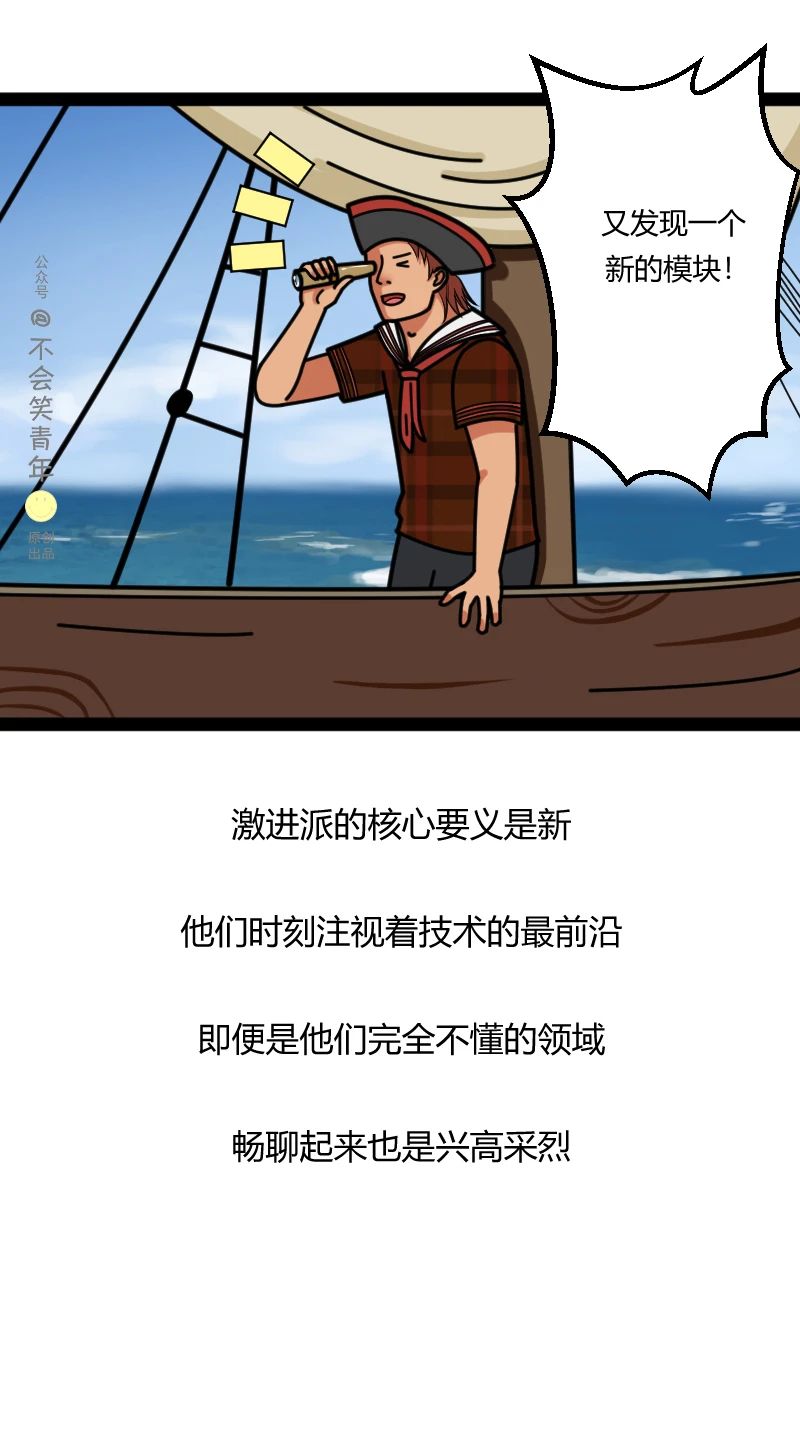 又发现一个
新的模块！
公众号
@不会笑青年
原创
出品
激进派的核心要义是新
他们时刻注视着技术的最前沿
即便是他们完全不懂的领域
畅聊起来也是兴高采烈